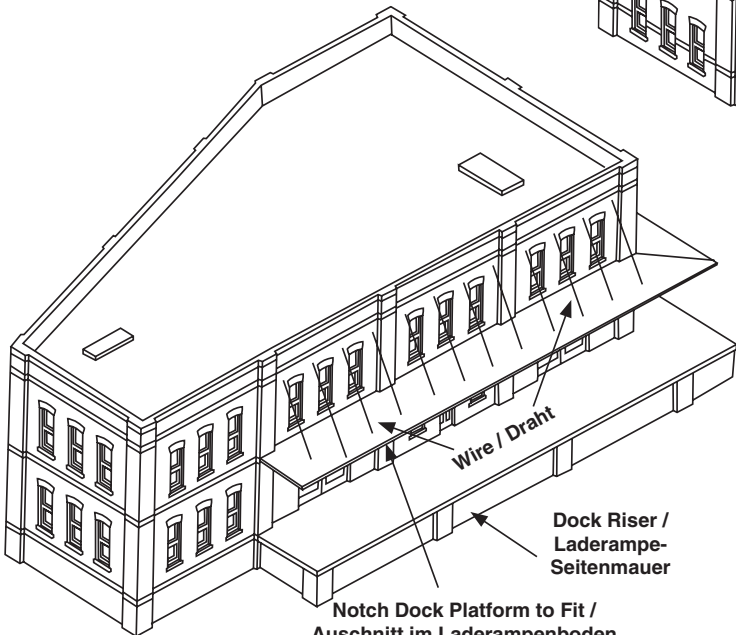 Wire / Draht
Dock Riser /
Laderampe-
Seitenmauer
Notch Dock Platform to Fit /
Auschnitt im Laderampenboden